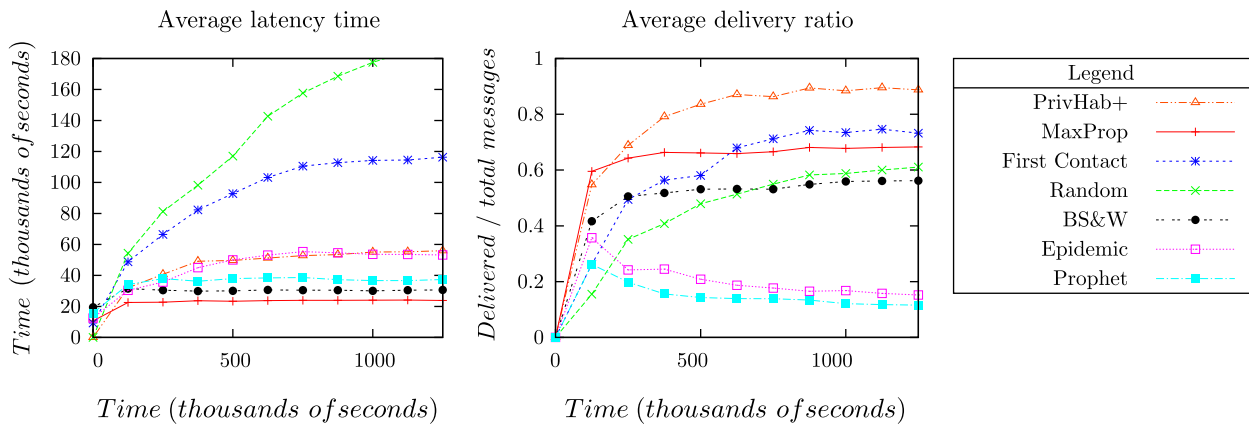 Average latency time
Time (thousands of seconds)
180
160
140
120
100
80
60
40
20
0
0 500 1000
Time (thousands of seconds)
Average delivery ratio
Delivered / total messages
1
0.8
0.6
0.4
0.2
0
0 500 1000
Time (thousands of seconds)
Legend
PrivHab+
MaxProp
First Contact
Random
BS&W
Epidemic
Prophet